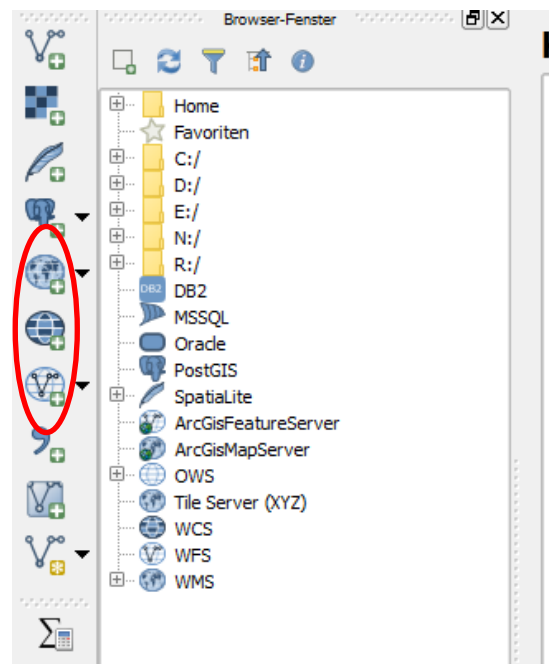 Browser-Fenster
Home
Favoriten
C:/
D:/
E:/
N:/
R:/
DB2
DB2
MSSQL
Oracle
PostGIS
SpatiaLite
ArcGisFeatureServer
ArcGisMapServer
OWS
Tile Server (XYZ)
WCS
WFS
WMS